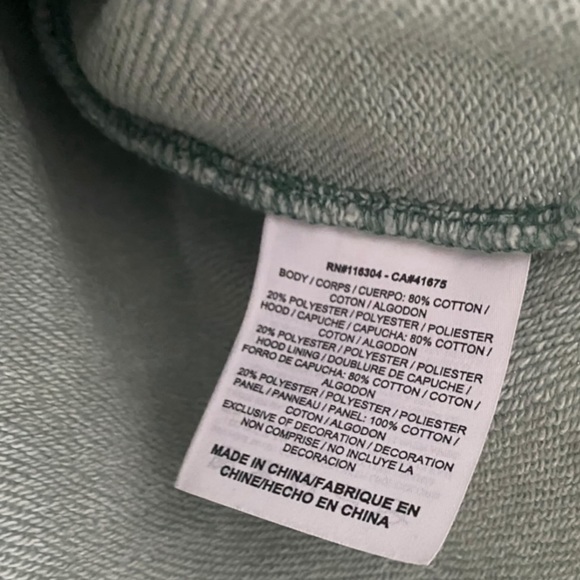 RN#116304 - CA#41675
BODY / CORPS / CUERPO: 80% COTTON /
COTON / ALGODON
20% POLYESTER / POLYESTER / POLIESTER
HOOD / CAPUCHE / CAPUCHA: 80% COTTON /
COTON / ALGODON
20% POLYESTER / POLYESTER / POLIESTER
HOOD LINING / DOUBLURE DE CAPUCHE /
FORRO DE CAPUCHA: 80% COTTON / COTON /
ALGODON
20% POLYESTER / POLYESTER / POLIESTER
PANEL / PANNEAU / PANEL: 100% COTTON /
COTON / ALGODON
EXCLUSIVE OF DECORATION / DECORATION
NON COMPRISE / NO INCLUYE LA
DECORACION
MADE IN CHINA/FABRIQUE EN
CHINE/HECHO EN CHINA